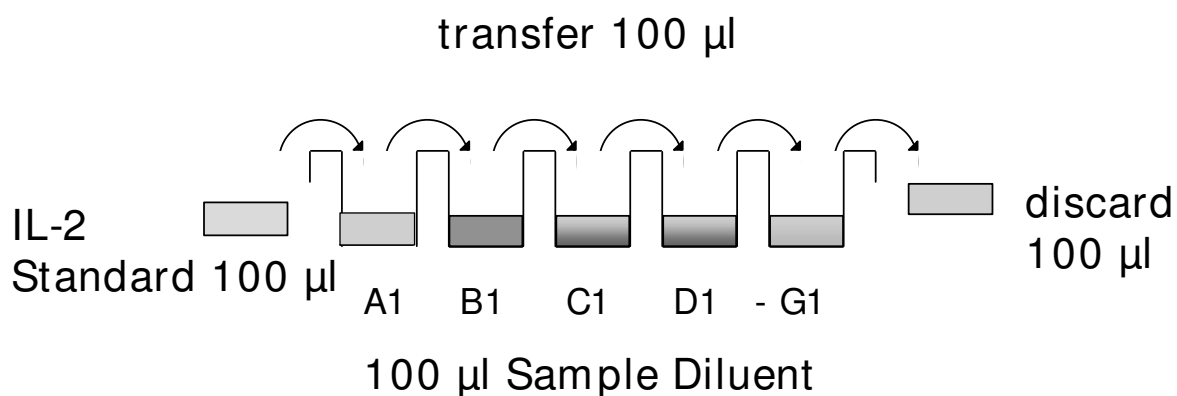 transfer 100 µl
IL-2
Standard 100 µl
discard
100 µl
A1 B1 C1 D1 - G1
100 µl Sample Diluent